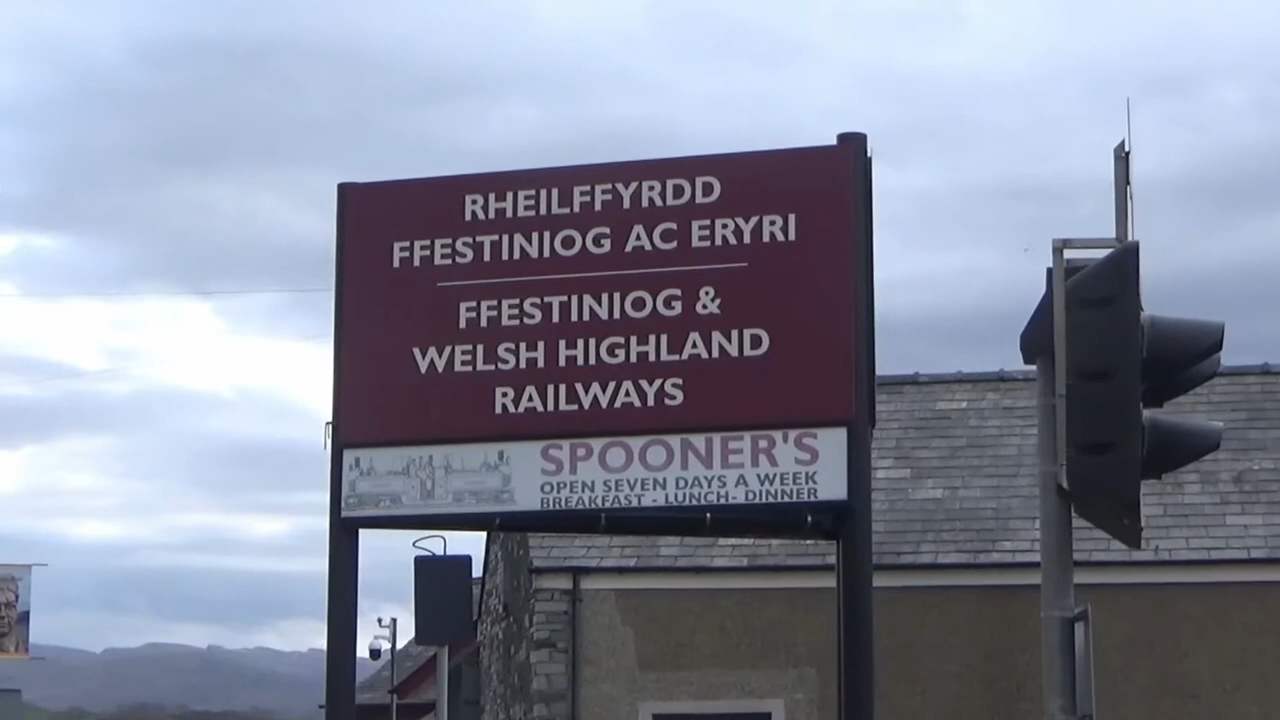 RHEILFFYRDD
FFESTINIOG AC ERYRI
FFESTINIOG &
WELSH HIGHLAND
RAILWAYS
SPOONER'S
OPEN SEVEN DAYS A WEEK
BREAKFAST - LUNCH- DINNER